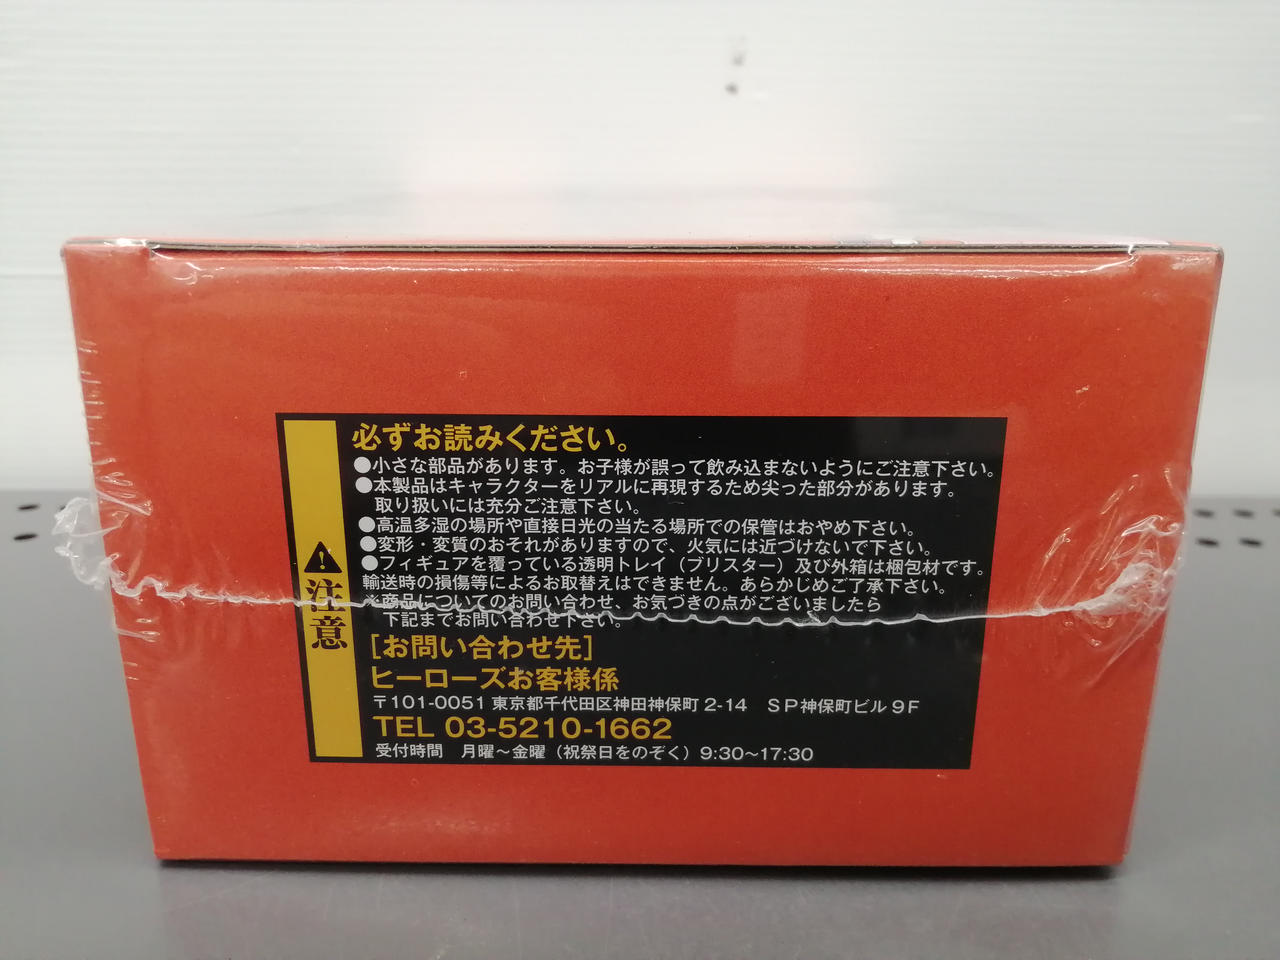 必ずお読みください。
●小さな部品があります。お子様が誤って飲み込まないようにご注意下さい。
●本製品はキャラクターをリアルに再現するため尖った部分があります。
取り扱いには充分ご注意下さい。
●高温多湿の場所や直接日光の当たる場所での保管はおやめ下さい。
●変形・変質のおそれがありますので、火気には近づけないで下さい。
●フィギュアを覆っている透明トレイ（ブリスター）及び外箱は梱包材です。
輸送時の損傷等によるお取替えはできません。あらかじめご了承下さい。
※商品についてのお問い合わせ、お気づきの点がございましたら
下記までお問い合わせ下さい。
［お問い合わせ先］
ヒーローズお客様係
〒101-0051 東京都千代田区神田神保町 2-14　ＳＰ神保町ビル 9F
TEL 03-5210-1662
受付時間　月曜～金曜（祝祭日をのぞく）9:30～17:30
注意